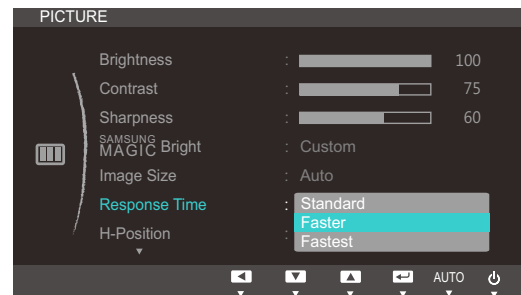 PICTURE
Brightness : 100
Contrast : 75
Sharpness : 60
SAMSUNG
MAGIC Bright : Custom
Image Size : Auto
Response Time : Standard
Faster
H-Position : Fastest
AUTO